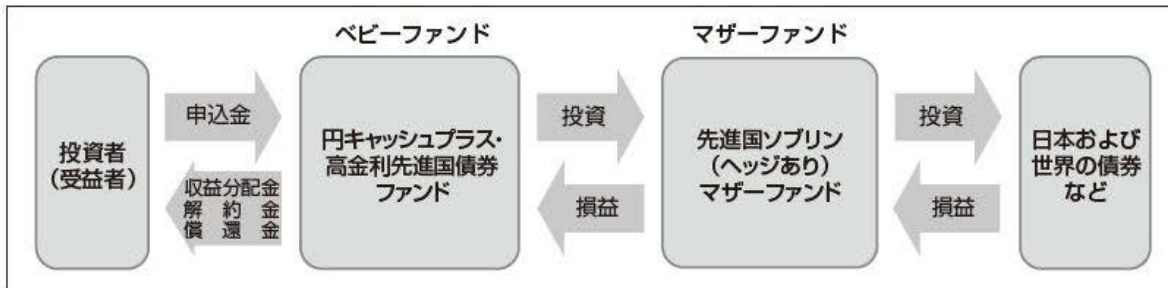 ベビーファンド
マザーファンド
投資者
(受益者)
申込金
収益分配金
解約金
償還金
円キャッシュプラス・
高金利先進国債券
ファンド
投資
損益
先進国ソブリン
(ヘッジあり)
マザーファンド
投資
損益
日本および
世界の債券
など